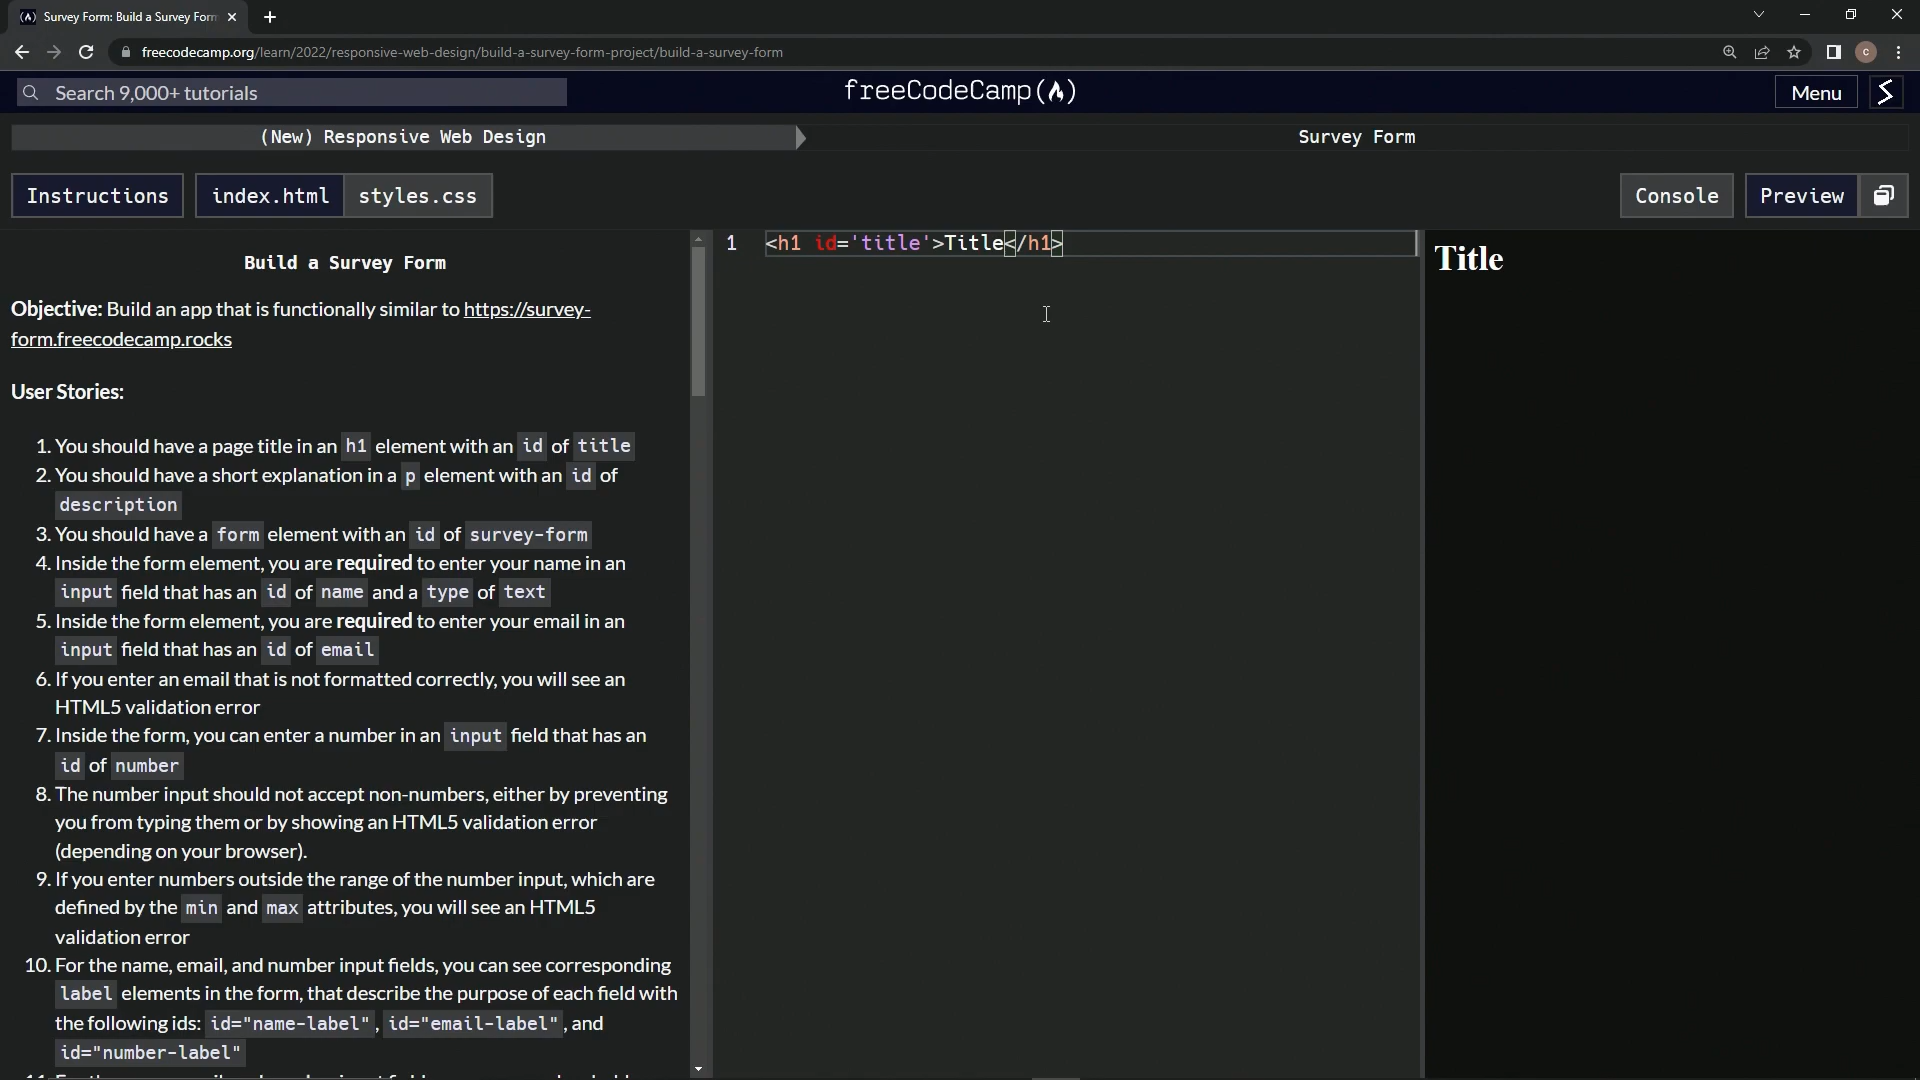 Survey Form: Build a Survey Form
freecodecamp.org/learn/2022/responsive-web-design/build-a-survey-form-project/build-a-survey-form
c
Search 9,000+ tutorials
freeCodeCamp
Menu
(New) Responsive Web Design
Survey Form
Instructions
index.html
styles.css
Console
Preview
Build a Survey Form
Objective: Build an app that is functionally similar to https://survey-
form.freecodecamp.rocks
User Stories:
1. You should have a page title in an h1 element with an id of title
2. You should have a short explanation in a p element with an id of
description
3. You should have a form element with an id of survey-form
4. Inside the form element, you are required to enter your name in an
input field that has an id of name and a type of text
5. Inside the form element, you are required to enter your email in an
input field that has an id of email
6. If you enter an email that is not formatted correctly, you will see an
HTML5 validation error
7. Inside the form, you can enter a number in an input field that has an
id of number
8. The number input should not accept non-numbers, either by preventing
you from typing them or by showing an HTML5 validation error
(depending on your browser).
9. If you enter numbers outside the range of the number input, which are
defined by the min and max attributes, you will see an HTML5
validation error
10. For the name, email, and number input fields, you can see corresponding
label elements in the form, that describe the purpose of each field with
the following ids: id="name-label", id="email-label", and
id="number-label"
1 <h1 id='title'>Title</h1>
Title